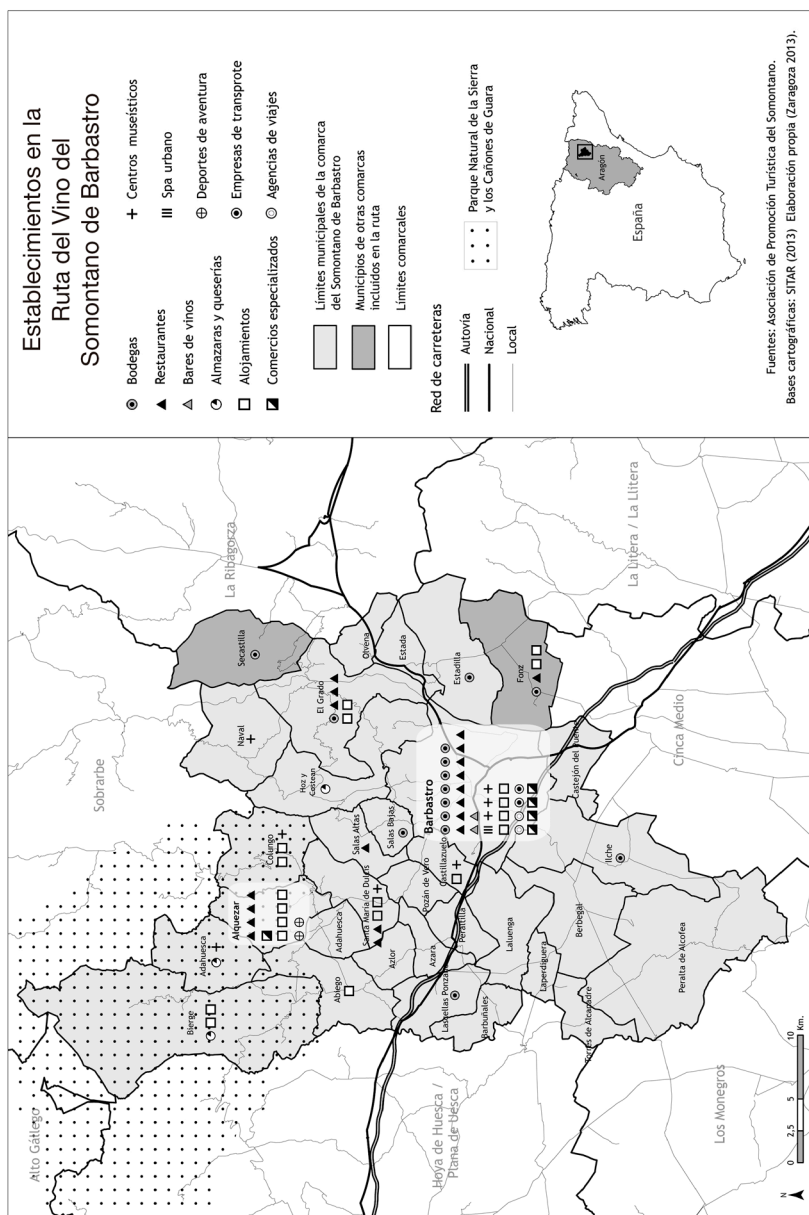 Establecimientos en la
Ruta del Vino del
Somontano de Barbastro
Bodegas
Restaurantes
Bares de vinos
Almazaras y queserías
Alojamientos
Comercios especializados
Centros museísticos
Spa urbano
Deportes de aventura
Empresas de transprote
Agencias de viajes
Límites municipales de la comarca
del Somontano de Barbastro
Municipios de otras comarcas
incluidos en la ruta
Límites comarcales
Red de carreteras
Autovía
Nacional
Local
Parque Natural de la Sierra
y los Cañones de Guara
Aragón
España
Fuentes: Asociación de Promoción Turística del Somontano.
Bases cartográficas: SITAR (2013) Elaboración propia (Zaragoza 2013).
Alto Gállego
Sobrarbe
La Ribagorza
Bierge
Adahuesca
Alquezar
Colungo
Naval
Secastilla
Hoz y
Costean
El Grado
Abiego
Adahuesca
Santa María de Dulcis
Salas Altas
Salas Bajas
Olvena
Estada
Azlor
Azara
Pozán de Vero
Castillazuelo
Barbastro
Estadilla
Fonz
Peraltilla
Lascellas Ponzano
Barbuñales
Laluenga
Laperdiguera
Berbegal
Ilche
Castejón del Puente
Torres de Alcanadre
Peralta de Alcofea
Hoya de Huesca /
Plana de Uesca
Los Monegros
Cinca Medio
La Litera / La Llitera
N
0
2,5
5
10
Km.